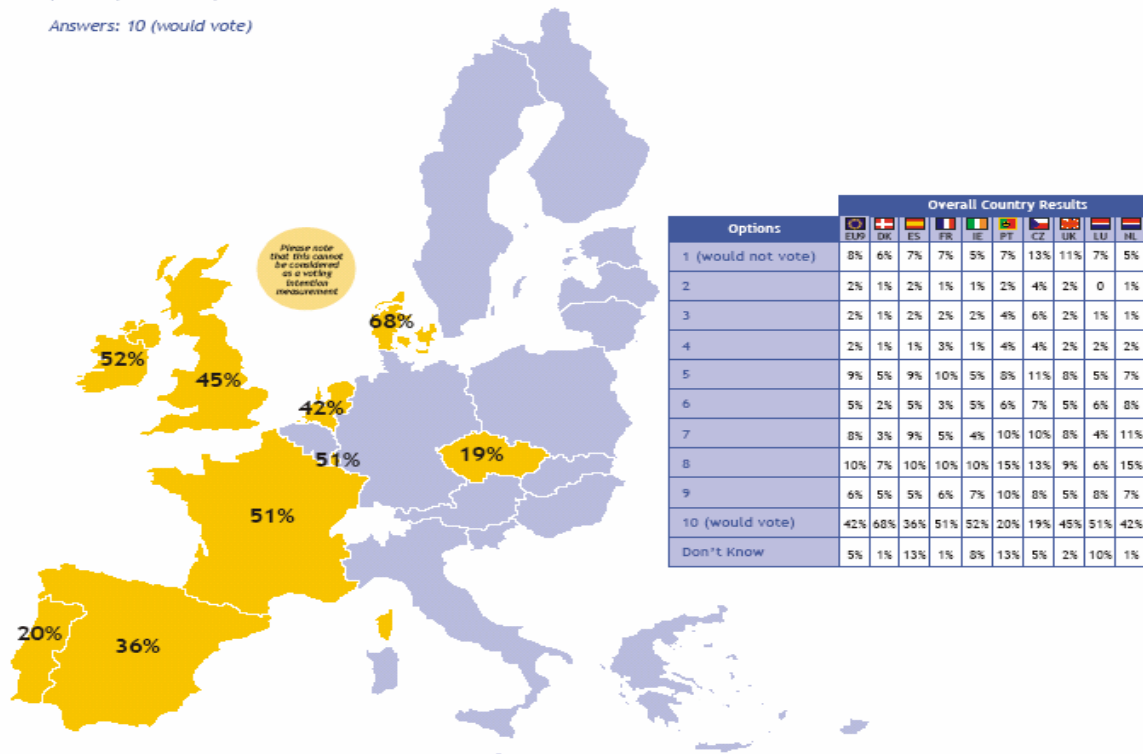 Answers: 10 (would vote)
Please note
that this cannot
be considered
as a voting
intention
measurement
68%
52%
45%
42%
51%
19%
51%
20%
36%
Overall Country Results
Options EU9 DK ES FR IE PT CZ UK LU NL
1 (would not vote) 8% 6% 7% 7% 5% 7% 13% 11% 7% 5%
2 2% 1% 2% 1% 1% 2% 4% 2% 0 1%
3 2% 1% 2% 2% 2% 4% 6% 2% 1% 1%
4 2% 1% 1% 3% 1% 4% 4% 2% 2% 2%
5 9% 5% 9% 10% 5% 8% 11% 8% 5% 7%
6 5% 2% 5% 3% 5% 6% 7% 5% 6% 8%
7 8% 3% 9% 5% 4% 10% 10% 8% 4% 11%
8 10% 7% 10% 10% 10% 15% 13% 9% 6% 15%
9 6% 5% 5% 6% 7% 10% 8% 5% 8% 7%
10 (would vote) 42% 68% 36% 51% 52% 20% 19% 45% 51% 42%
Don't Know 5% 1% 13% 1% 8% 13% 5% 2% 10% 1%